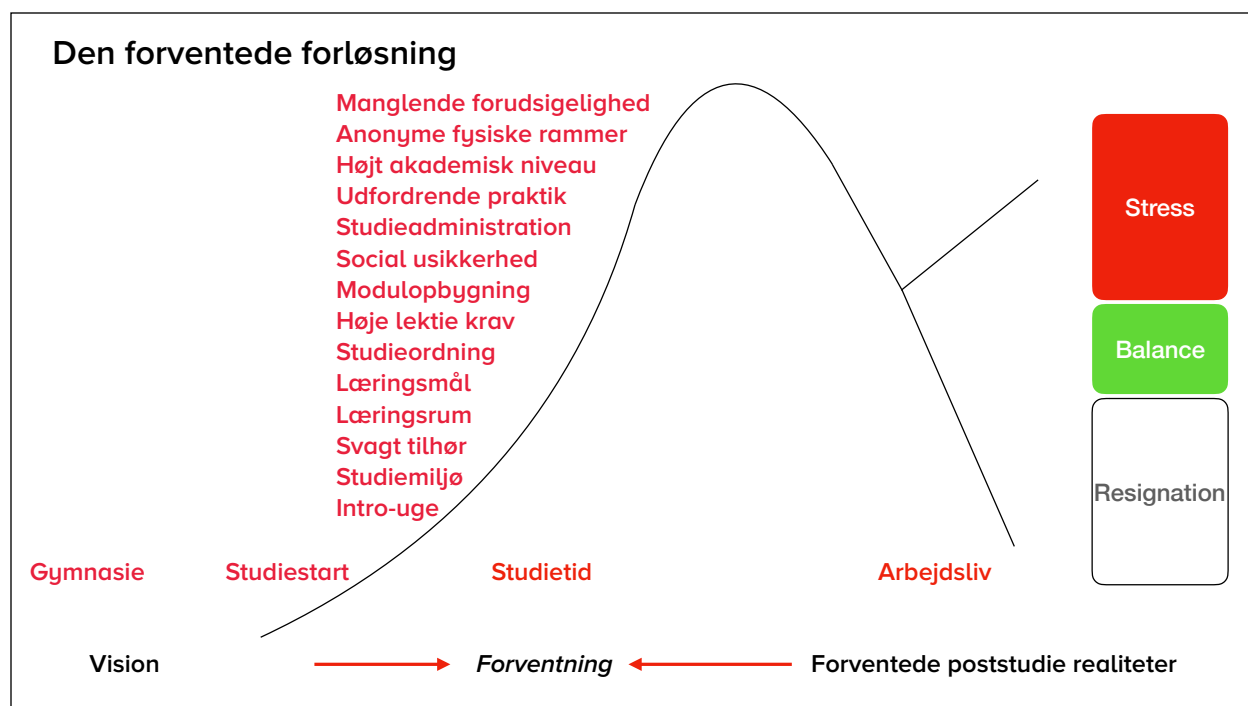 Den forventede forløsning
Manglende forudsigelighed
Anonyme fysiske rammer
Højt akademisk niveau
Udfordrende praktik
Studieadministration
Social usikkerhed
Modulopbygning
Høje lektie krav
Studieordning
Læringsmål
Læringsrum
Svagt tilhør
Studiemiljø
Intro-uge
Stress
Balance
Resignation
Gymnasie Studiestart Studietid Arbejdsliv
Vision Forventning Forventede poststudie realiteter